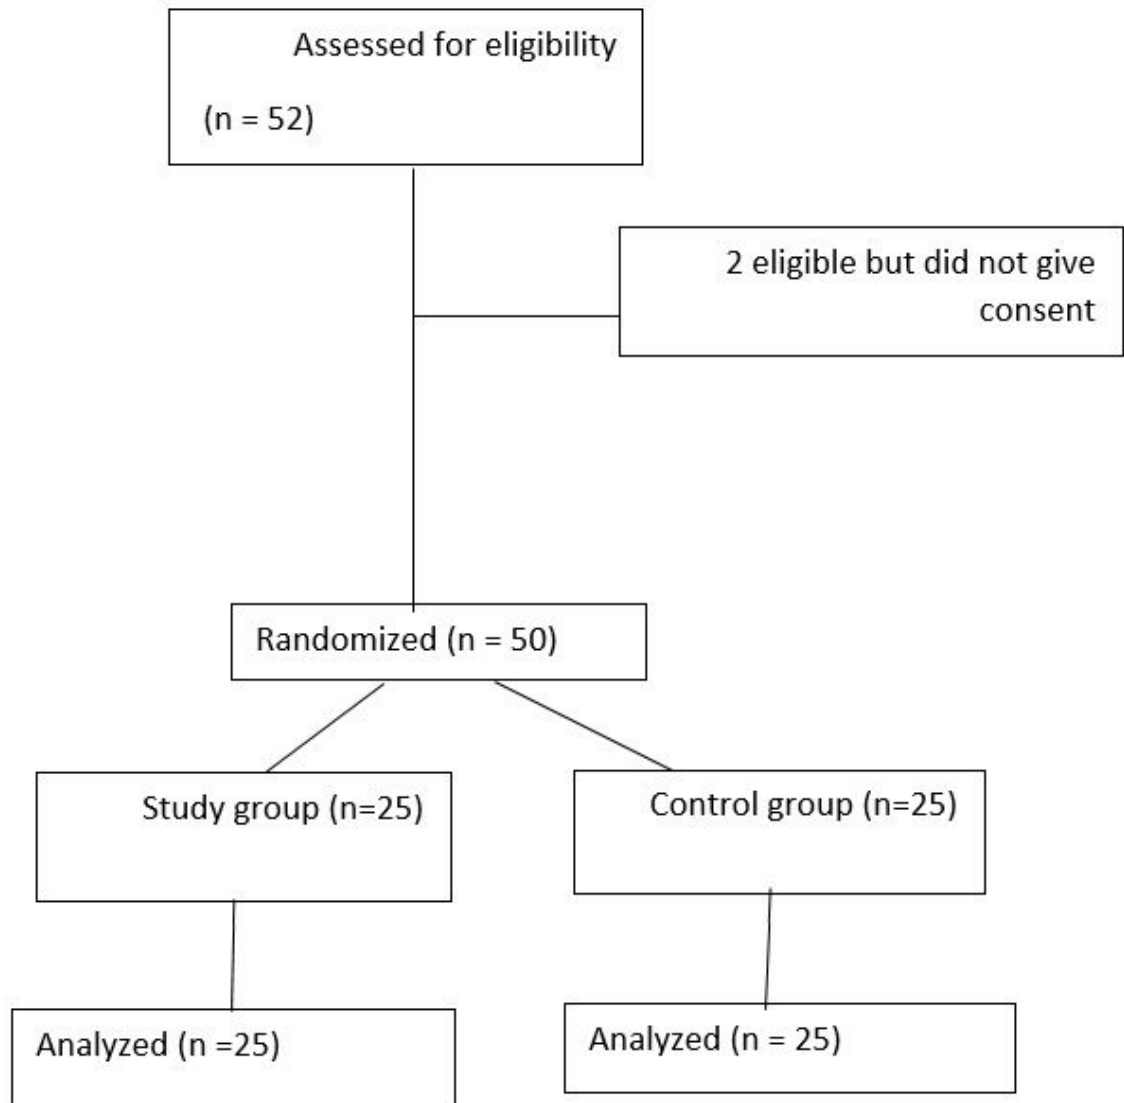 Assessed for eligibility
(n = 52)
2 eligible but did not give
consent
Randomized (n = 50)
Study group (n=25)
Control group (n=25)
Analyzed (n =25)
Analyzed (n = 25)